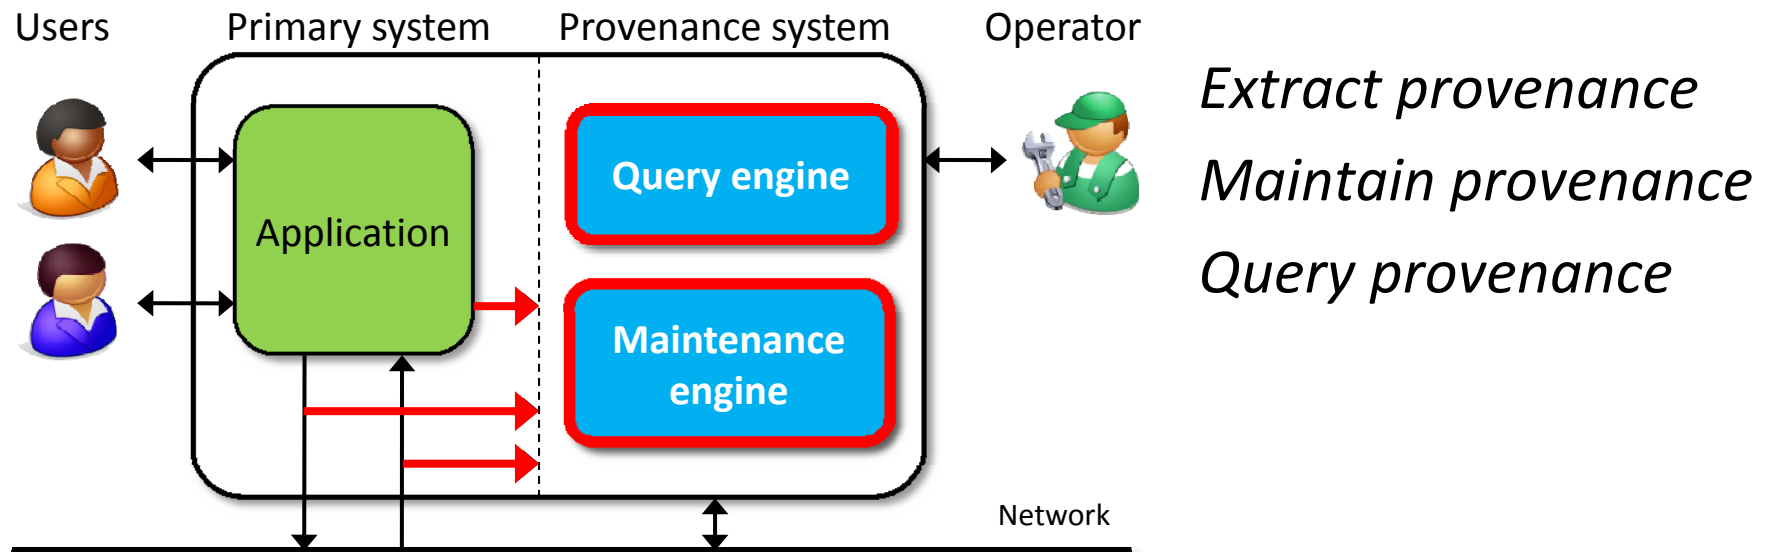 Users
Primary system
Provenance system
Operator
Extract provenance
Maintain provenance
Query provenance
Query engine
Application
Maintenance
engine
Network